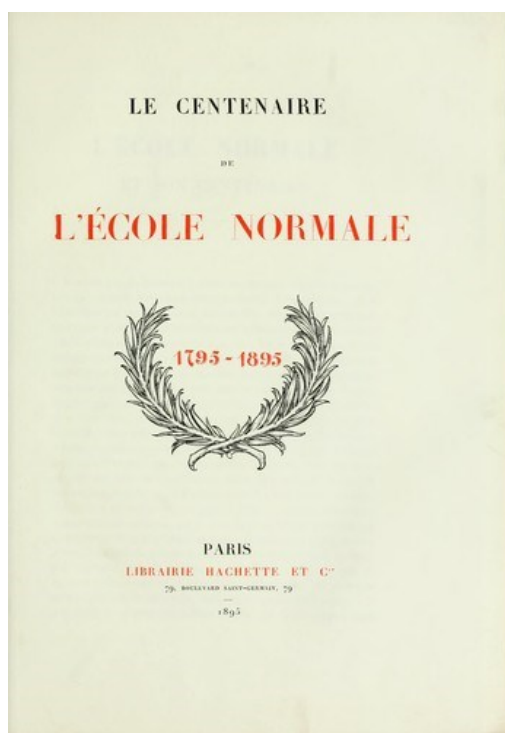 LE CENTENAIRE
DE
L'ÉCOLE NORMALE
1795-1895
PARIS
LIBRAIRIE HACHETTE ET Cie
79, BOULEVARD SAINT-GERMAIN, 79
1895